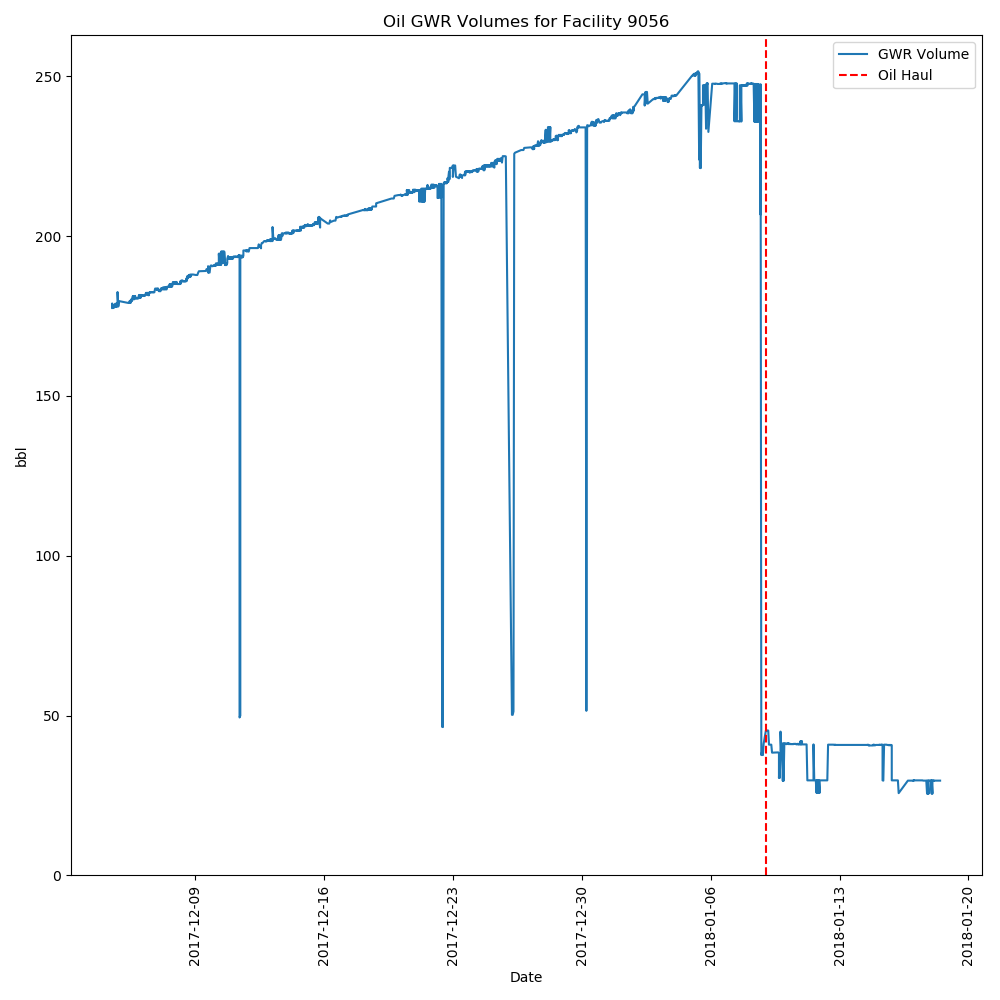 Oil GWR Volumes for Facility 9056
GWR Volume
Oil Haul
250
200
150
100
50
0
bbl
2017-12-09
2017-12-16
2017-12-23
2017-12-30
2018-01-06
2018-01-13
2018-01-20
Date